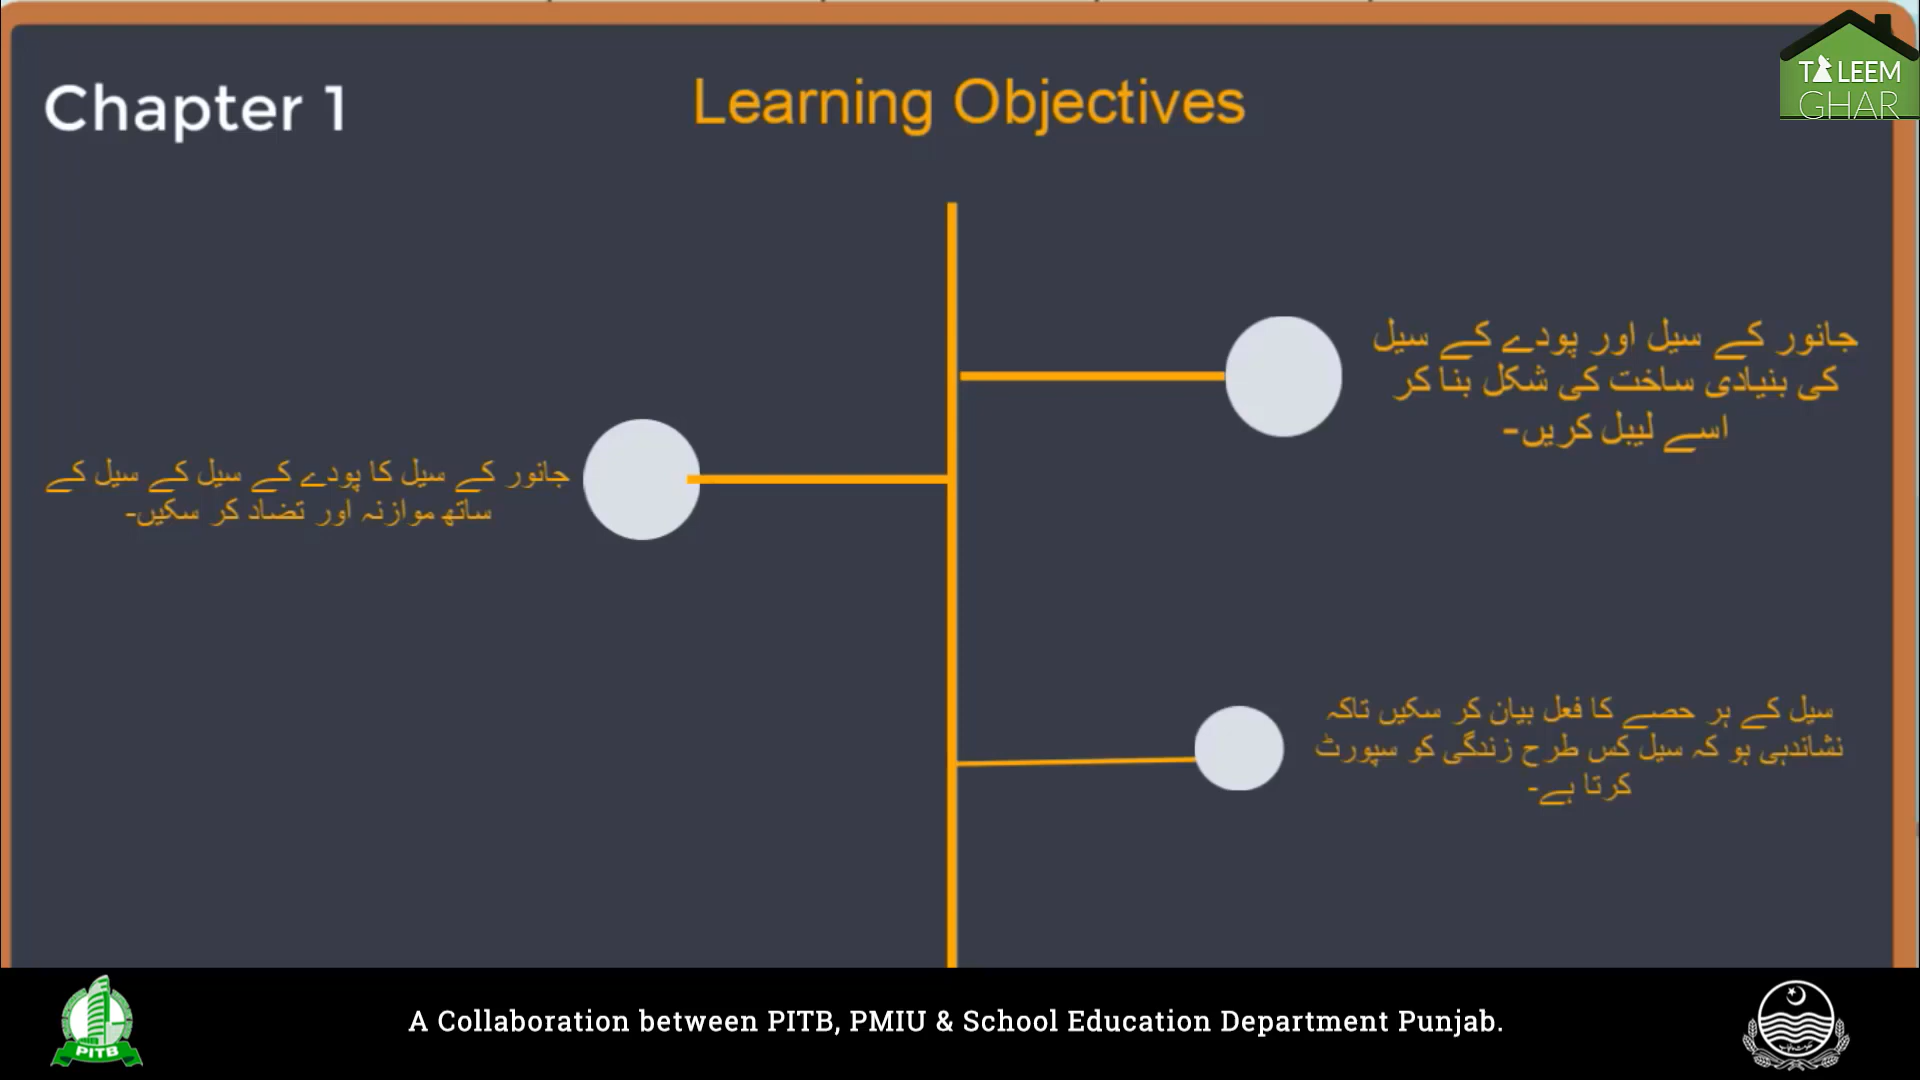 Chapter 1
Learning Objectives
TALEEM
GHAR
جانور کے سیل اور پودے کے سیل
کی بنیادی ساخت کی شکل بنا کر
اسے لیبل کریں-
جانور کے سیل کا پودے کے سیل کے سیل کے
ساتھ موازنہ اور تضاد کر سکیں-
سیل کے ہر حصے کا فعل بیان کر سکیں تاکہ
نشاندہی ہو کہ سیل کس طرح زندگی کو سپورٹ
کرتا ہے-
PITB
A Collaboration between PITB, PMIU & School Education Department Punjab.